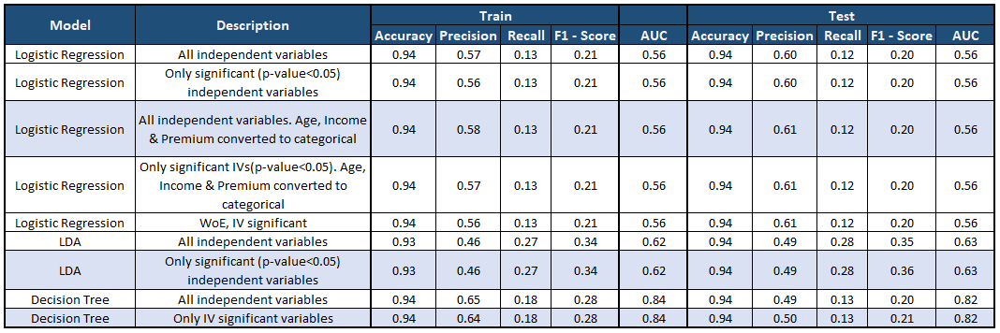 Model Description Train Test
Accuracy Precision Recall F1 - Score AUC Accuracy Precision Recall F1 - Score AUC
Logistic Regression All independent variables 0.94 0.57 0.13 0.21 0.56 0.94 0.60 0.12 0.20 0.56
Logistic Regression Only significant (p-value<0.05)
independent variables 0.94 0.56 0.13 0.21 0.56 0.94 0.60 0.12 0.20 0.56
Logistic Regression All independent variables. Age, Income
& Premium converted to categorical 0.94 0.58 0.13 0.21 0.56 0.94 0.61 0.12 0.20 0.56
Only significant IVs(p-value<0.05). Age,
Logistic Regression Income & Premium converted to 0.94 0.57 0.13 0.21 0.56 0.94 0.61 0.12 0.20 0.56
categorical
Logistic Regression WoE, IV significant 0.94 0.56 0.13 0.21 0.56 0.94 0.61 0.12 0.20 0.56
LDA All independent variables 0.93 0.46 0.27 0.34 0.62 0.94 0.49 0.28 0.35 0.63
LDA Only significant (p-value<0.05)
independent variables 0.93 0.46 0.27 0.34 0.62 0.94 0.49 0.28 0.36 0.63
Decision Tree All independent variables 0.94 0.65 0.18 0.28 0.84 0.94 0.49 0.13 0.20 0.82
Decision Tree Only IV significant variables 0.94 0.64 0.18 0.28 0.84 0.94 0.50 0.13 0.21 0.82